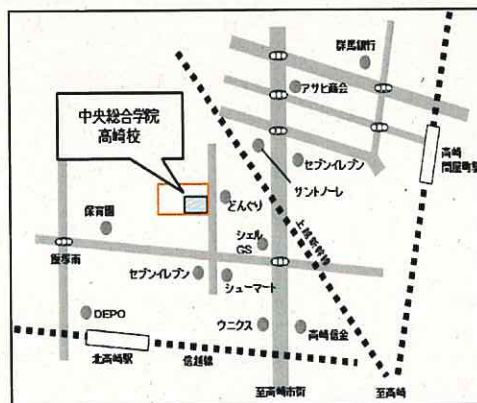 群馬銀行
アサヒ商会
中央総合学院
高崎校
高崎
問屋町駅
セブンイレブン
サントノーレ
保育園
どんぐり
上越新幹線
シェル
GS
飯塚南
セブンイレブン
シューマート
DEPO
ウニクス
高崎信金
北高崎駅
信越線
至高崎市街
至高崎